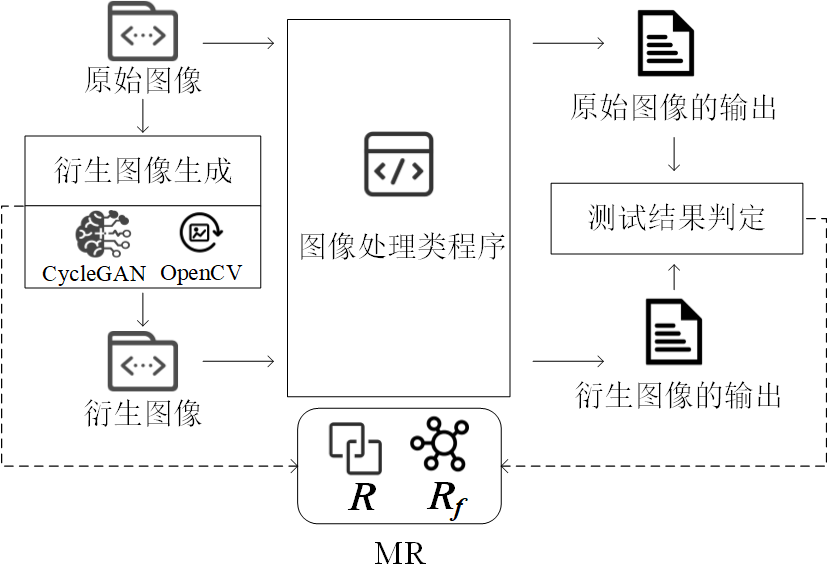 原始图像
衍生图像生成
CycleGAN
OpenCV
衍生图像
图像处理类程序
原始图像的输出
测试结果判定
衍生图像的输出
R
R_f
MR